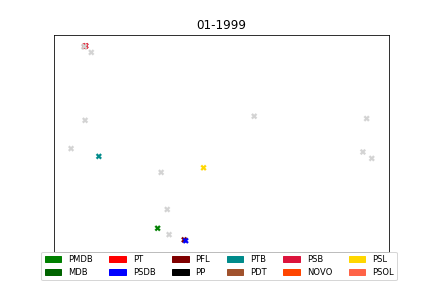 01-1999
PMDB PT PFL PTB PSB PSL
MDB PSDB PP PDT NOVO PSOL